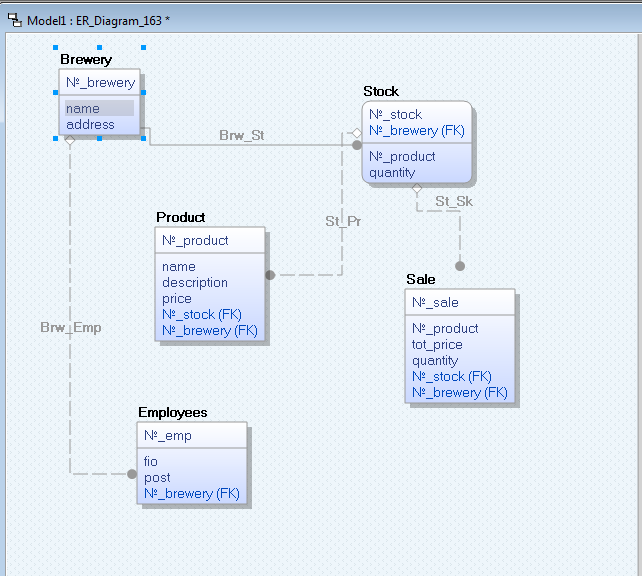 Model1 : ER_Diagram_163 *
Brewery
№_brewery
name
address
Brw_St
Stock
№_stock
№_brewery (FK)
№_product
quantity
St_Pr
St_Sk
Product
№_product
name
description
price
№_stock (FK)
№_brewery (FK)
Sale
№_sale
№_product
tot_price
quantity
№_stock (FK)
№_brewery (FK)
Brw_Emp
Employees
№_emp
fio
post
№_brewery (FK)